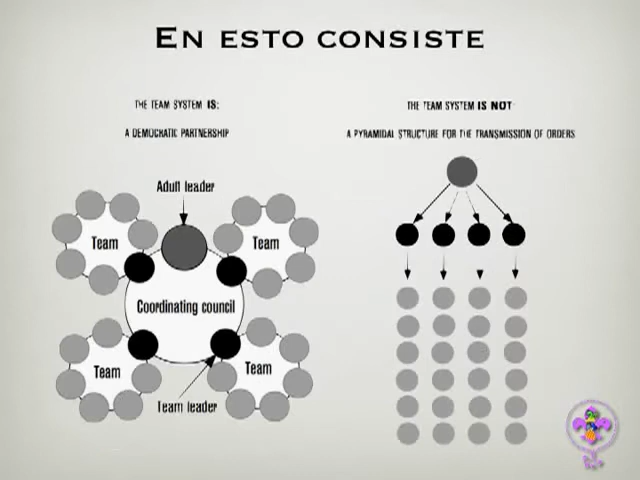 EN ESTO CONSISTE
THE TEAM SYSTEM IS:
A DEMOCRATIC PARTNERSHIP
Adult leader
Team
Team
Coordinating council
Team
Team
Team leader
THE TEAM SYSTEM IS NOT
A PYRAMIDAL STRUCTURE FOR THE TRANSMISSION OF ORDERS